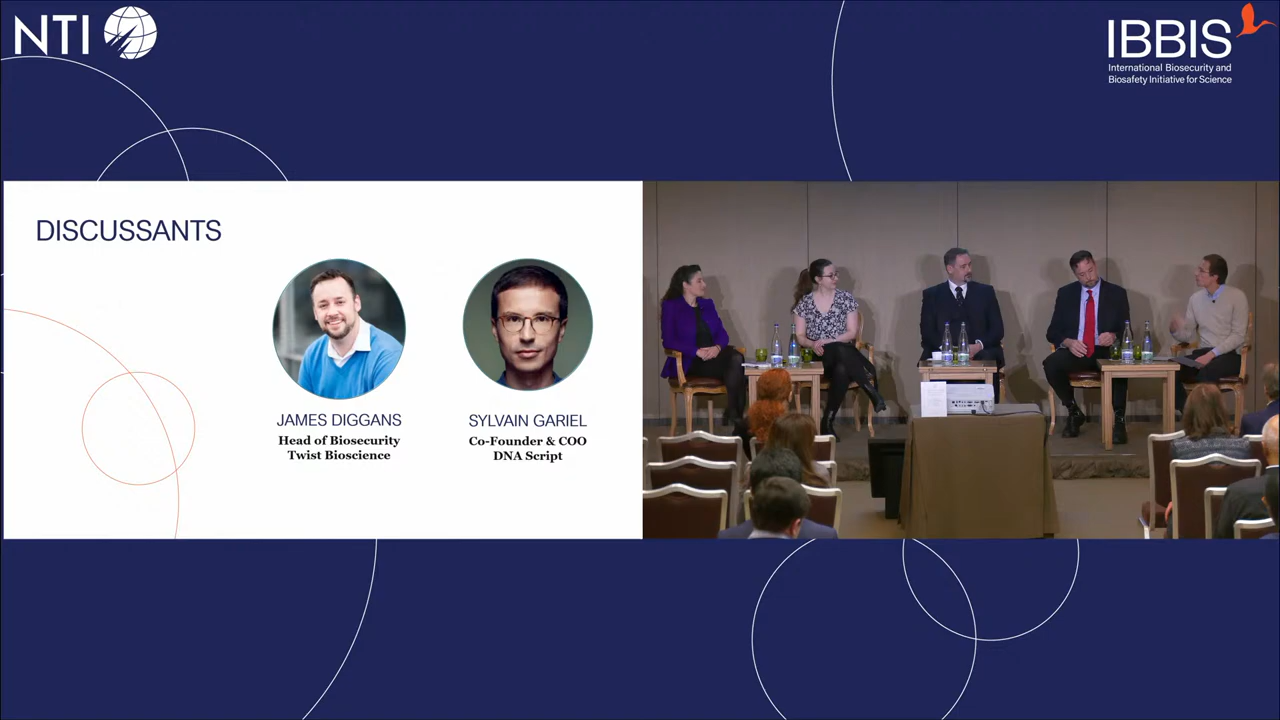 NTI
IBBIS
International Biosecurity and
Biosafety Initiative for Science
DISCUSSANTS
JAMES DIGGANS
Head of Biosecurity
Twist Bioscience
SYLVAIN GARIEL
Co-Founder & COO
DNA Script